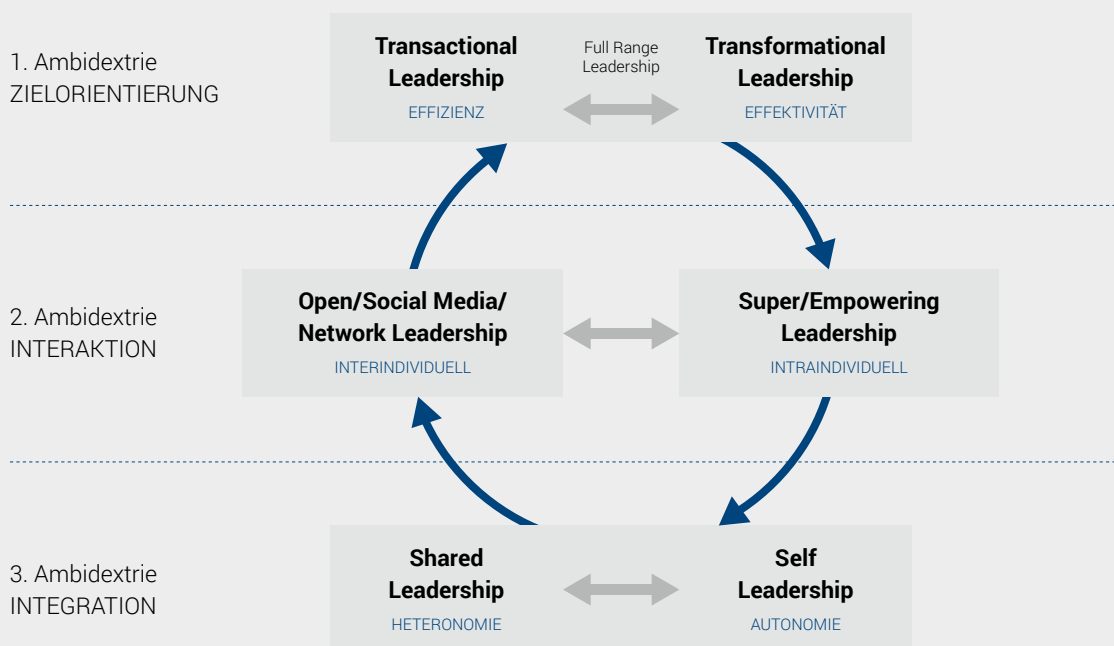 1. Ambidextrie
ZIELORIENTIERUNG
Transactional
Leadership
EFFIZIENZ
Full Range
Leadership
Transformational
Leadership
EFFEKTIVITÄT
2. Ambidextrie
INTERAKTION
Open/Social Media/
Network Leadership
INTERINDIVIDUELL
Super/Empowering
Leadership
INTRAINDIVIDUELL
3. Ambidextrie
INTEGRATION
Shared
Leadership
HETERONOMIE
Self
Leadership
AUTONOMIE